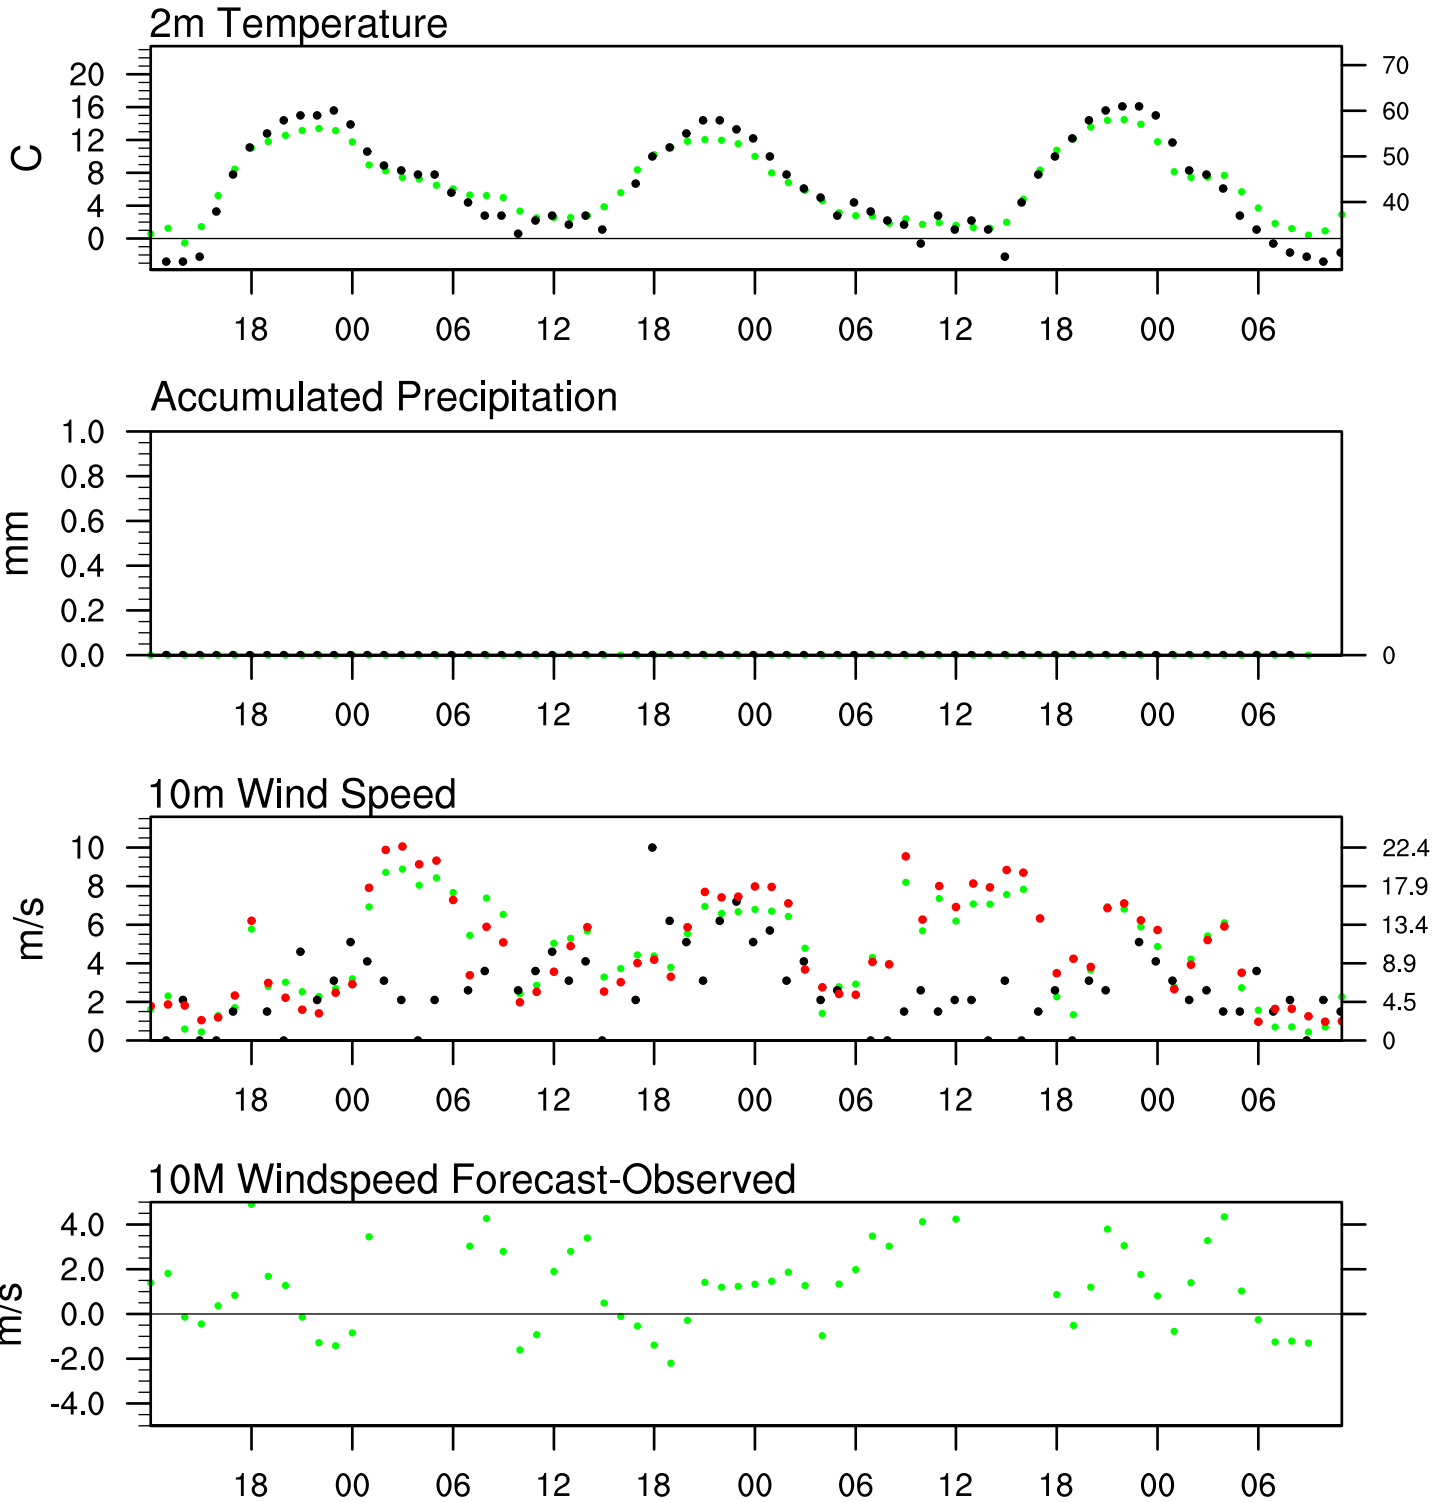 2m Temperature
20
16
12
8
4
0
C
70
60
50
40
18 00 06 12 18 00 06 12 18 00 06
Accumulated Precipitation
1.0
0.8
0.6
0.4
0.2
0.0
mm
0
18 00 06 12 18 00 06 12 18 00 06
10m Wind Speed
10
8
6
4
2
0
m/s
22.4
17.9
13.4
8.9
4.5
0
18 00 06 12 18 00 06 12 18 00 06
10M Windspeed Forecast-Observed
4.0
2.0
0.0
-2.0
-4.0
m/s
18 00 06 12 18 00 06 12 18 00 06